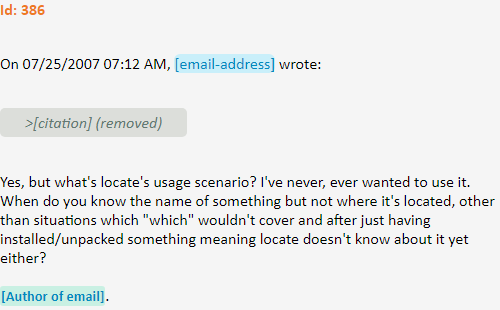 Id: 386
On 07/25/2007 07:12 AM, [email-address] wrote:
>[citation] (removed)
Yes, but what's locate's usage scenario? I've never, ever wanted to use it.
When do you know the name of something but not where it's located, other
than situations which "which" wouldn't cover and after just having
installed/unpacked something meaning locate doesn't know about it yet
either?
[Author of email].